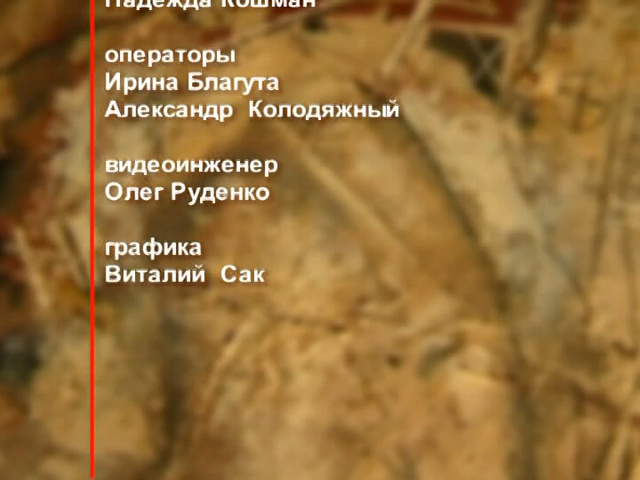 Надежда Кошман
операторы
Ирина Благута
Александр Колодяжный
видеоинженер
Олег Руденко
графика
Виталий Сак